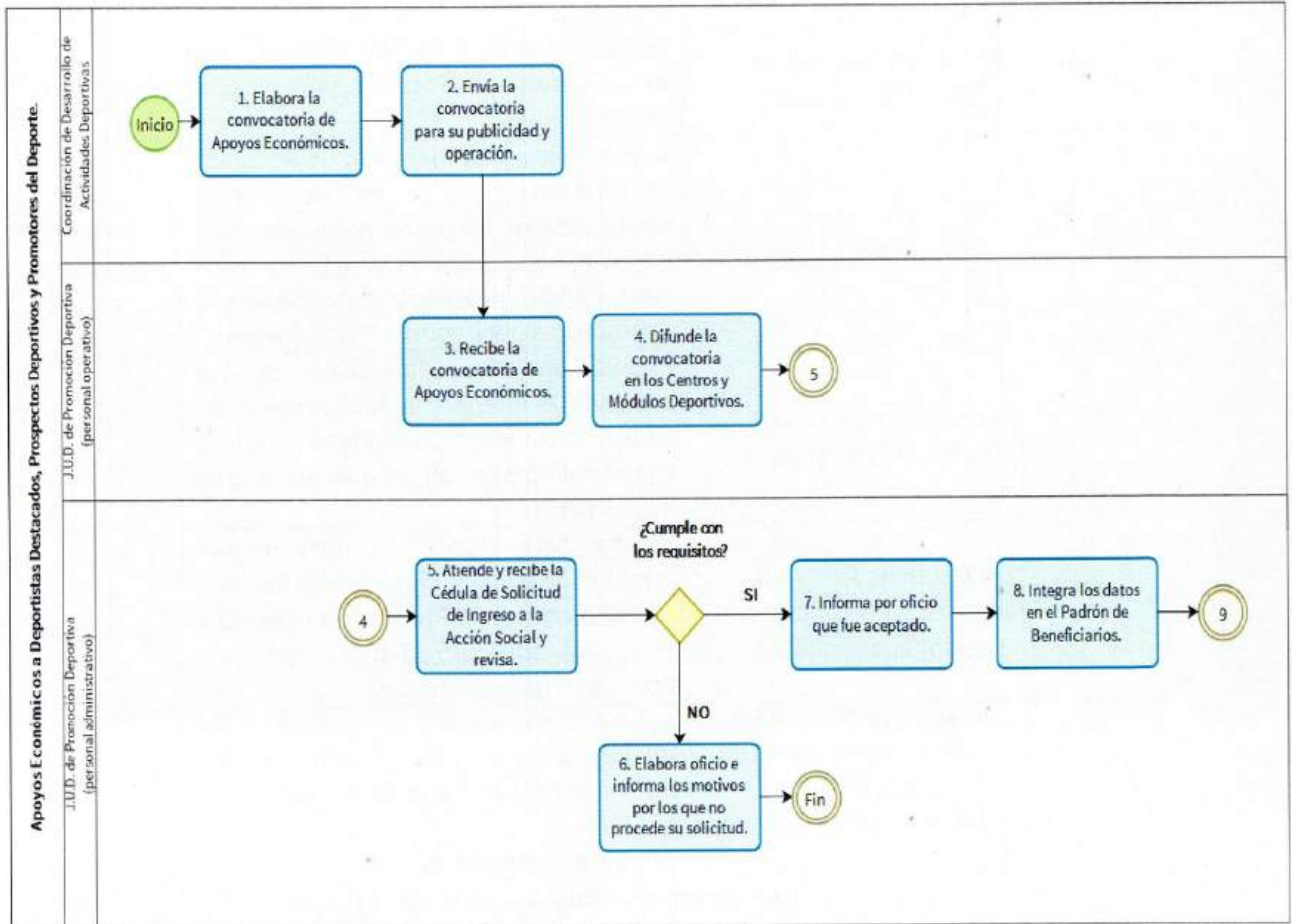 Apoyos Económicos a Deportistas Destacados, Prospectos Deportivos y Promotores del Deporte.
Coordinación de Desarrollo de
Actividades Deportivas
Inicio
1. Elabora la
convocatoria de
Apoyos Económicos.
2. Envía la
convocatoria
para su publicidad y
operación.
J.U.D. de Promoción Deportiva
(personal operativo)
3. Recibe la
convocatoria de
Apoyos Económicos.
4. Difunde la
convocatoria
en los Centros y
Módulos Deportivos.
5
J.U.D. de Promoción Deportiva
(personal administrativo)
4
5. Atiende y recibe la
Cédula de Solicitud
de Ingreso a la
Acción Social y
revisa.
¿Cumple con
los requisitos?
SI
7. Informa por oficio
que fue aceptado.
8. Integra los datos
en el Padrón de
Beneficiarios.
9
NO
6. Elabora oficio e
informa los motivos
por los que no
procede su solicitud.
Fin